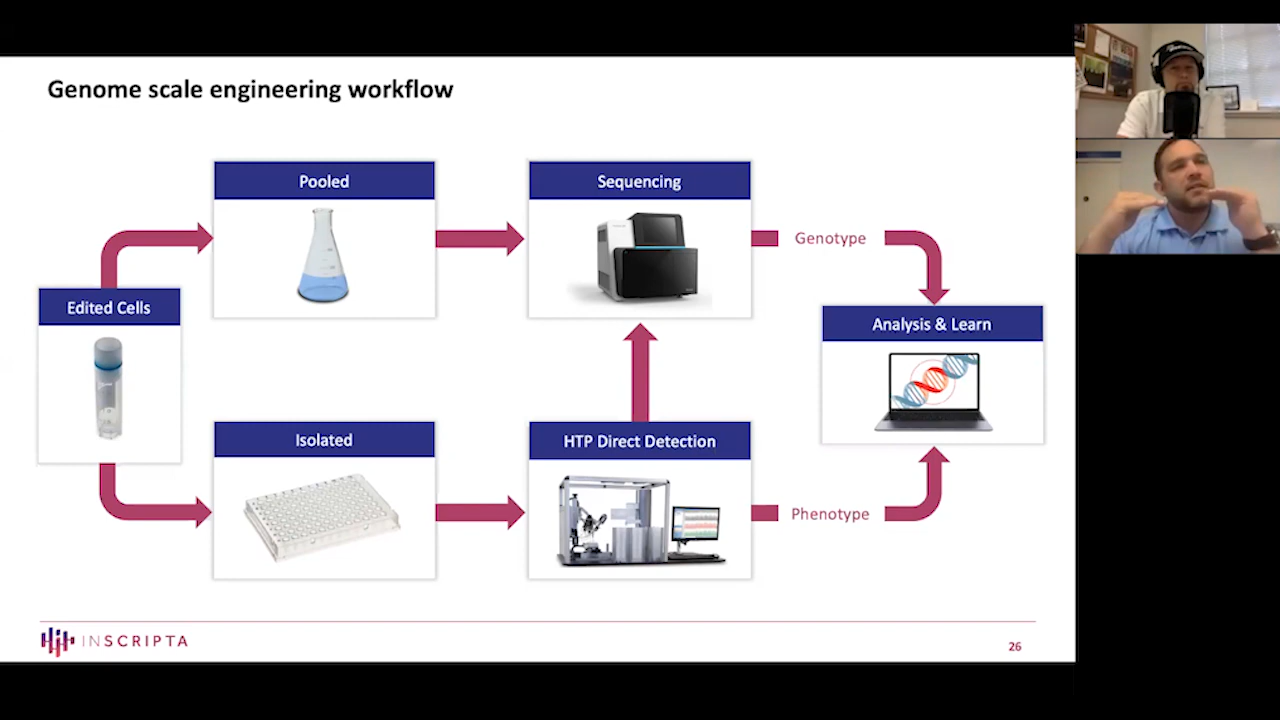 Genome scale engineering workflow
Pooled
Sequencing
Genotype
Edited Cells
Analysis & Learn
Isolated
HTP Direct Detection
Phenotype
INSCRIPTA
26